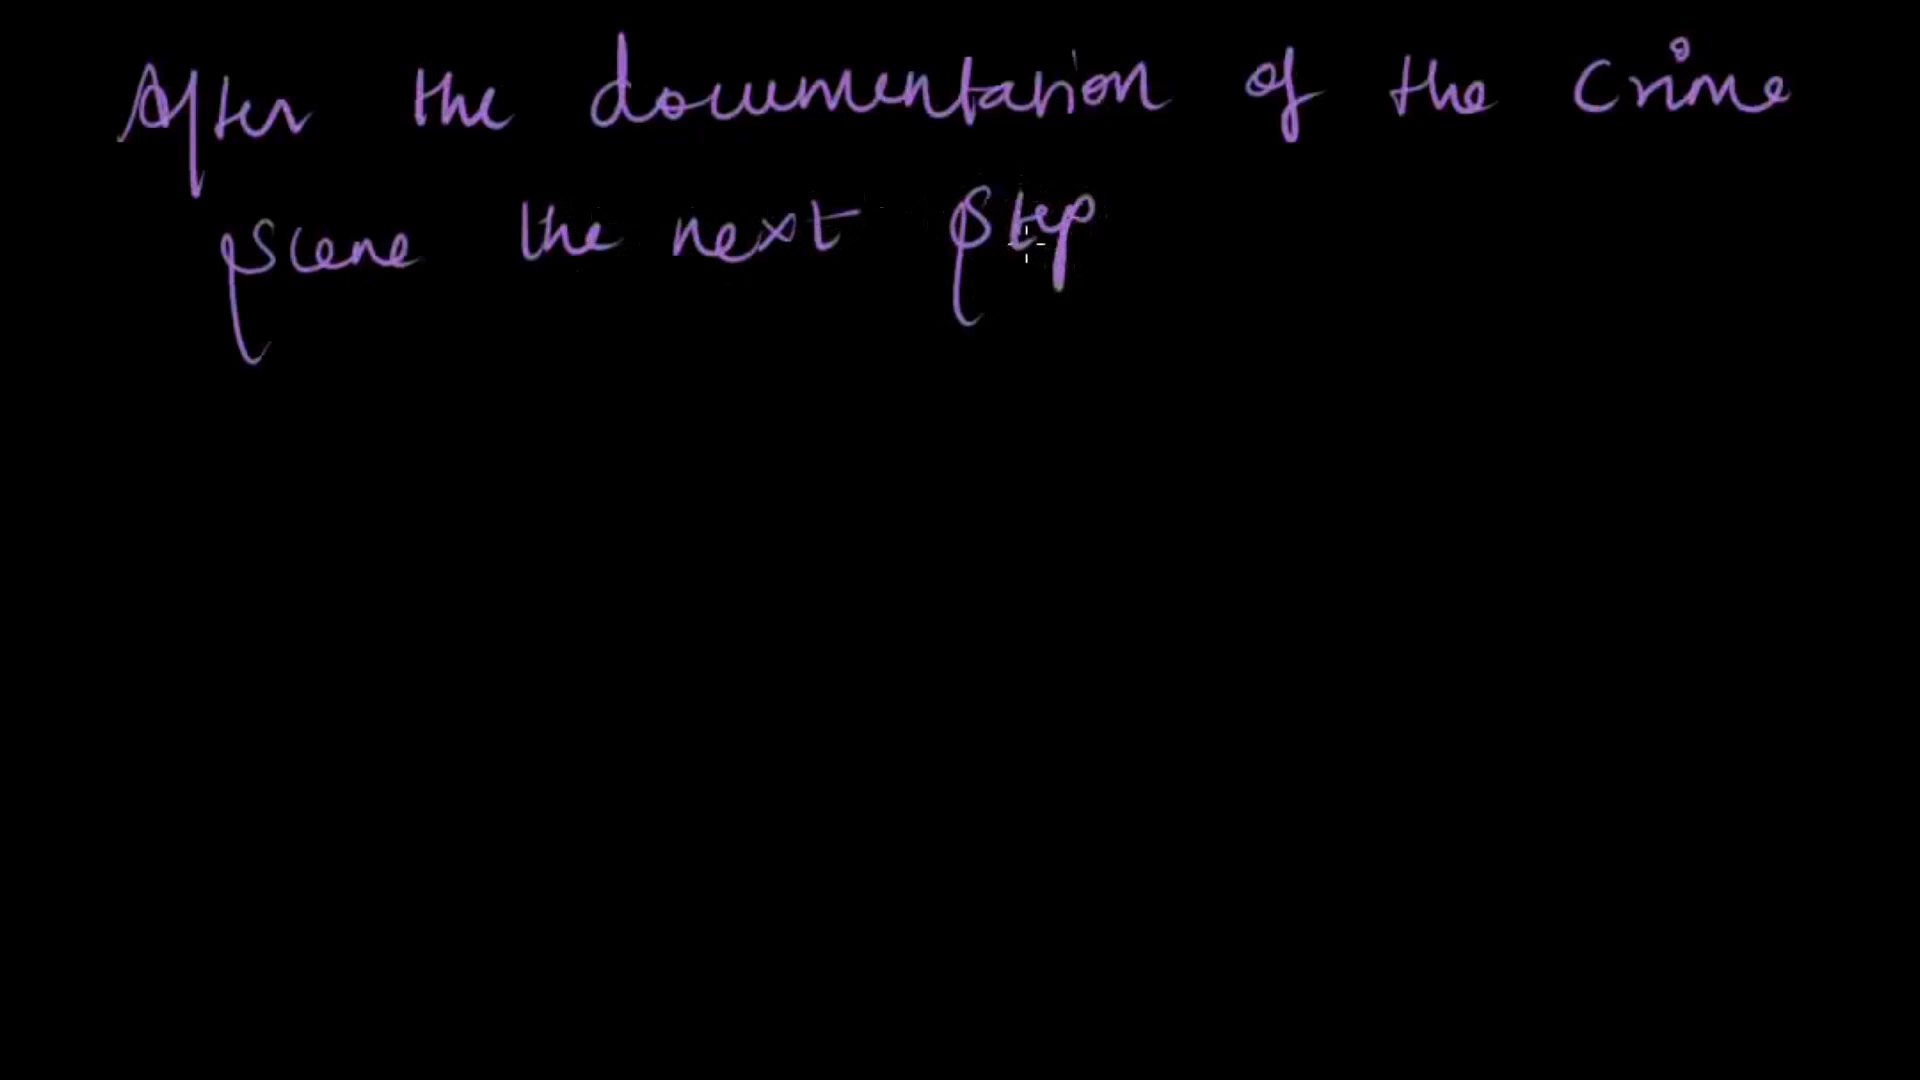 After the documentation of the Crime
Scene the next Step